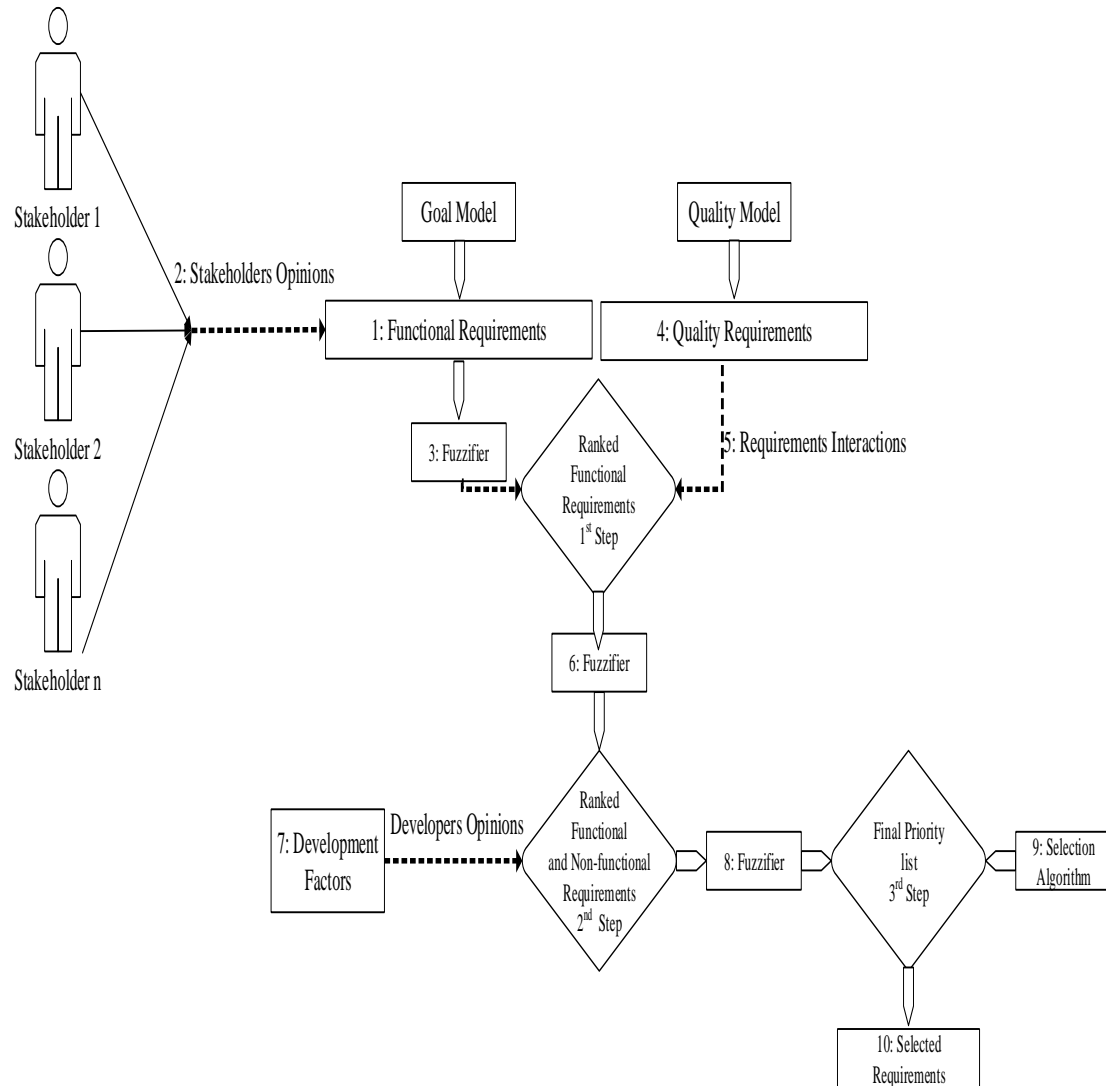 Stakeholder 1
Goal Model
Quality Model
2: Stakeholders Opinions
1: Functional Requirements
4: Quality Requirements
Stakeholder 2
3: Fuzzifier
Ranked
Functional
Requirements
1st Step
5: Requirements Interactions
Stakeholder n
6: Fuzzifier
7: Development
Factors
Developers Opinions
Ranked
Functional
and Non-functional
Requirements
2nd Step
8: Fuzzifier
Final Priority
list
3rd Step
9: Selection
Algorithm
10: Selected
Requirements